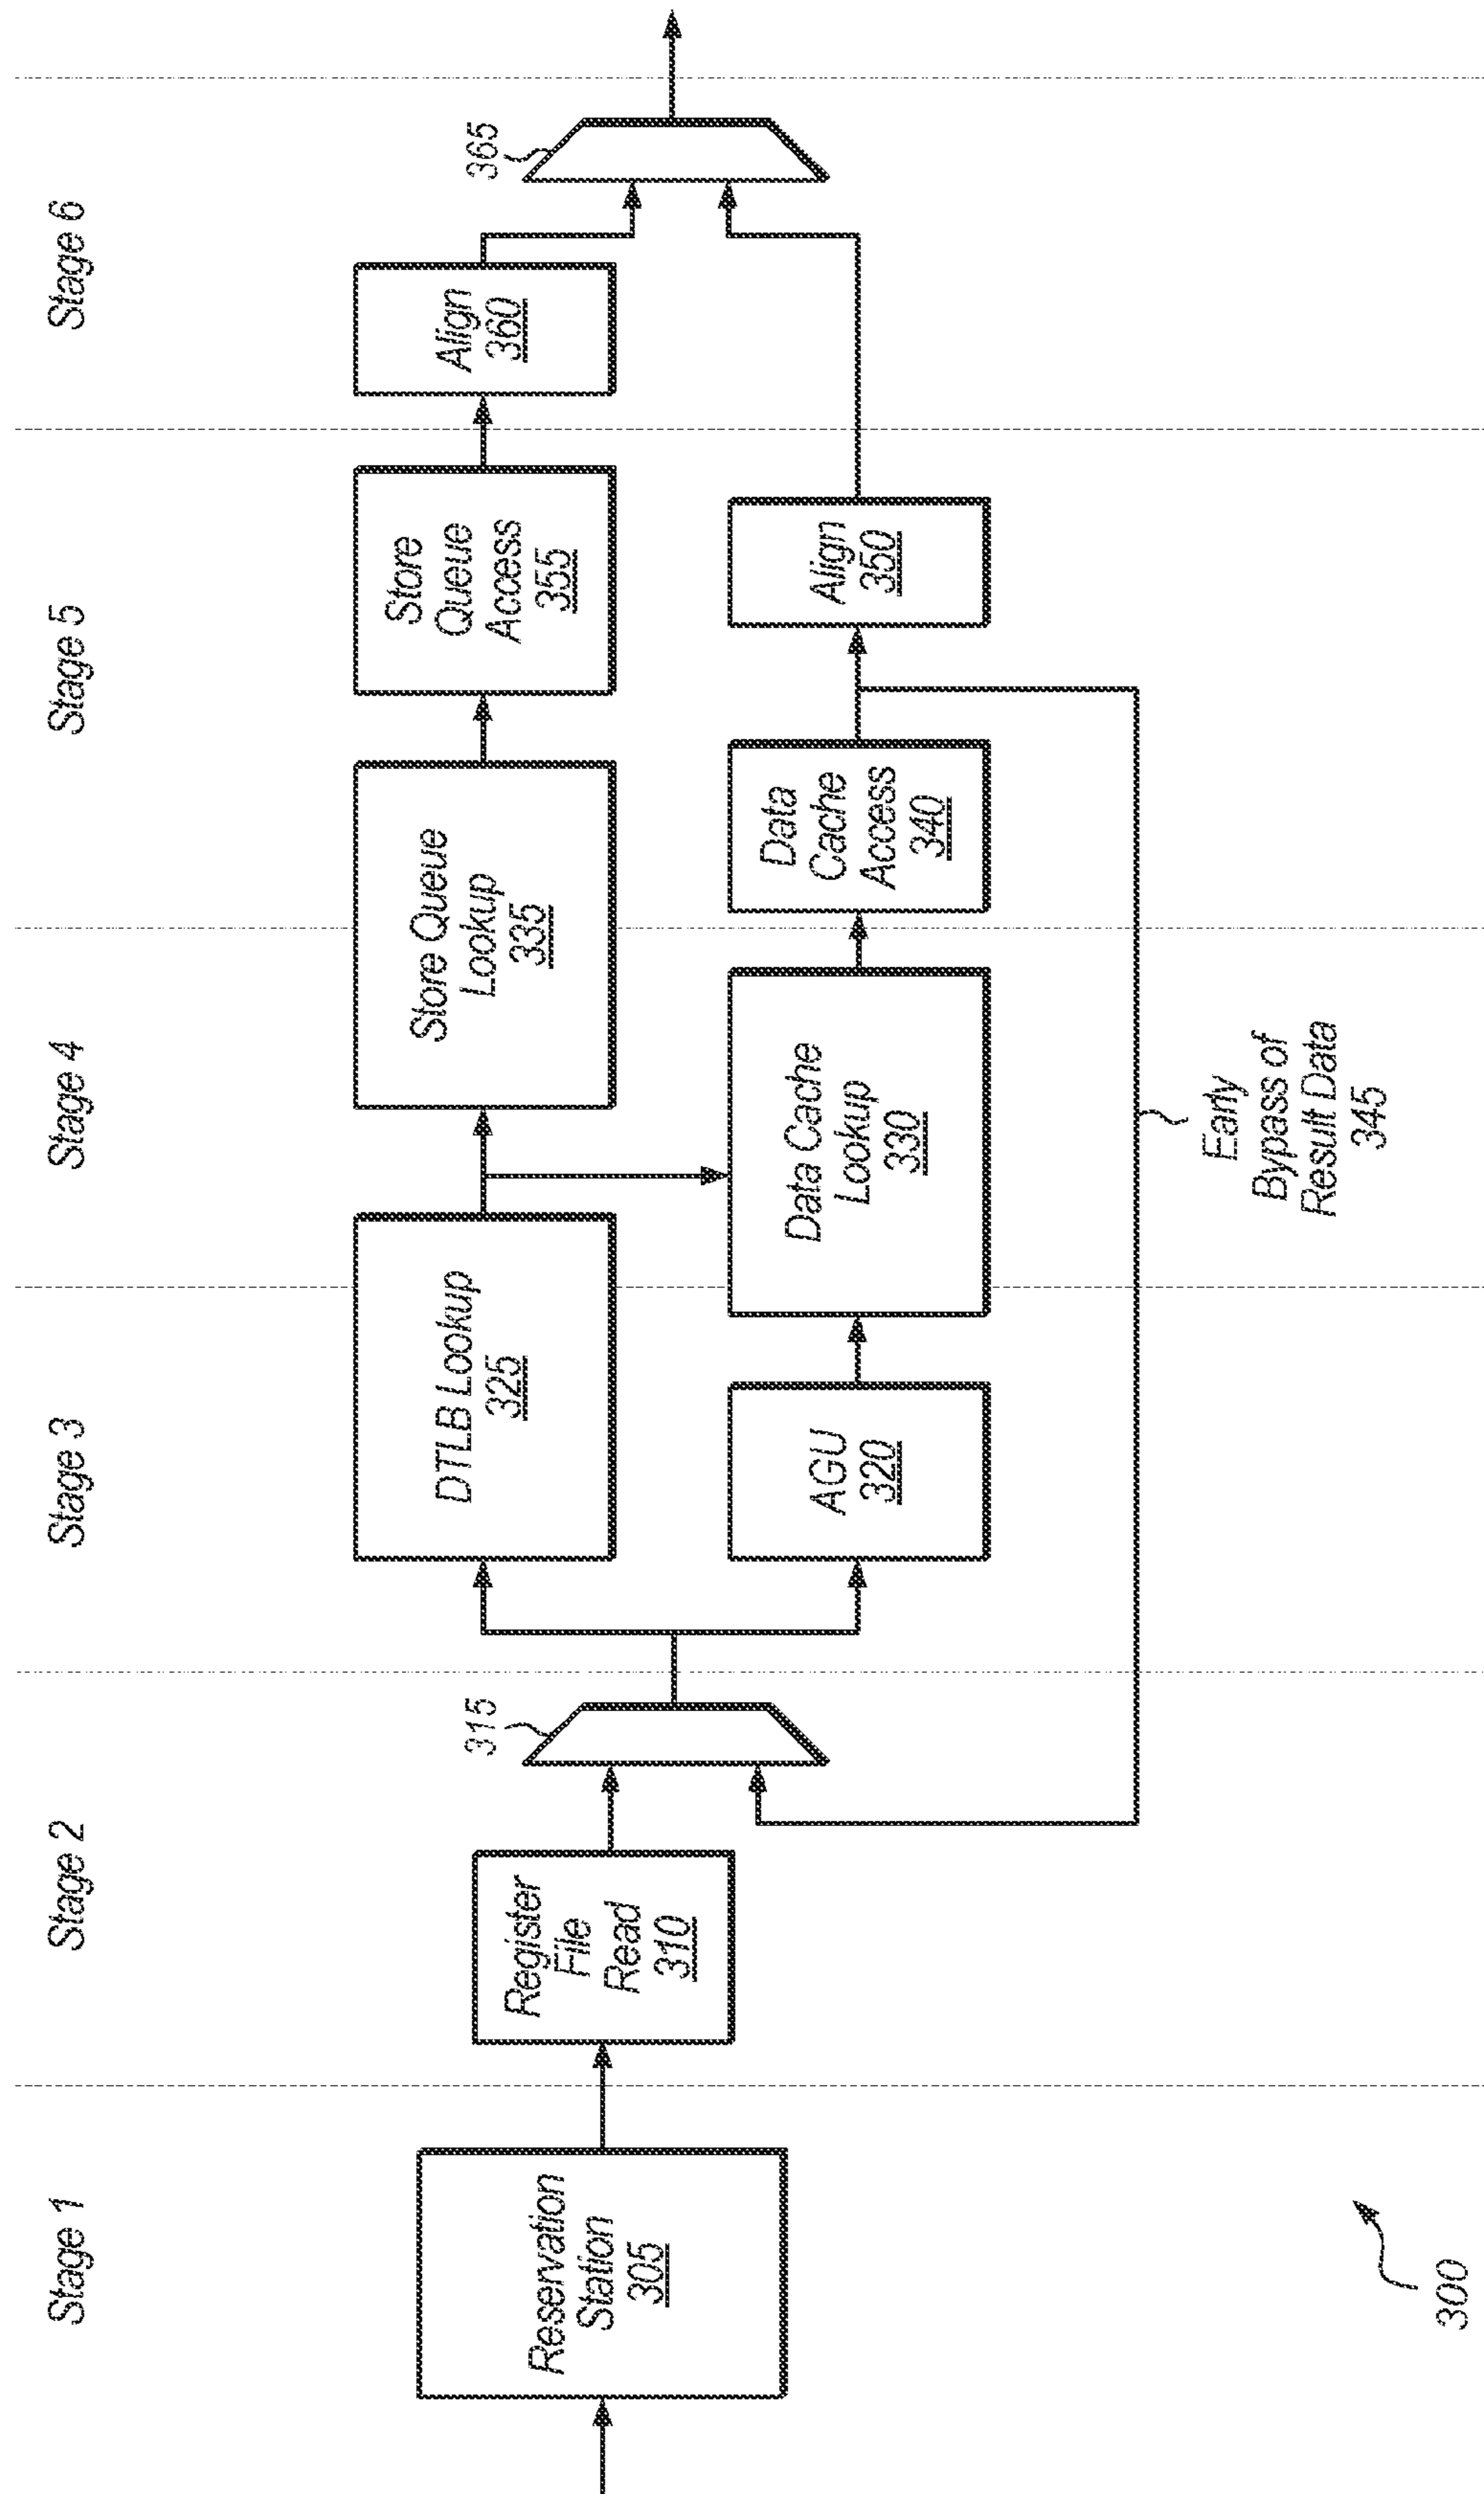 Stage 1
Stage 2
Stage 3
Stage 4
Stage 5
Stage 6
Reservation
Station
305
Register
File
Read
310
315
DTLB Lookup
325
AGU
320
Store Queue
Lookup
335
Data Cache
Lookup
330
Store
Queue
Access
355
Data
Cache
Access
340
Align
350
Align
360
365
Early
Bypass of
Result Data
345
300